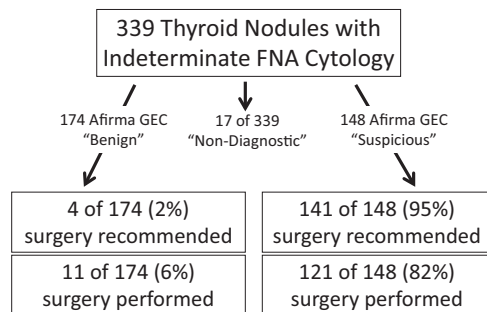 339 Thyroid Nodules with
Indeterminate FNA Cytology
174 Afirma GEC
“Benign”
17 of 339
“Non-Diagnostic”
148 Afirma GEC
“Suspicious”
4 of 174 (2%)
surgery recommended
11 of 174 (6%)
surgery performed
141 of 148 (95%)
surgery recommended
121 of 148 (82%)
surgery performed